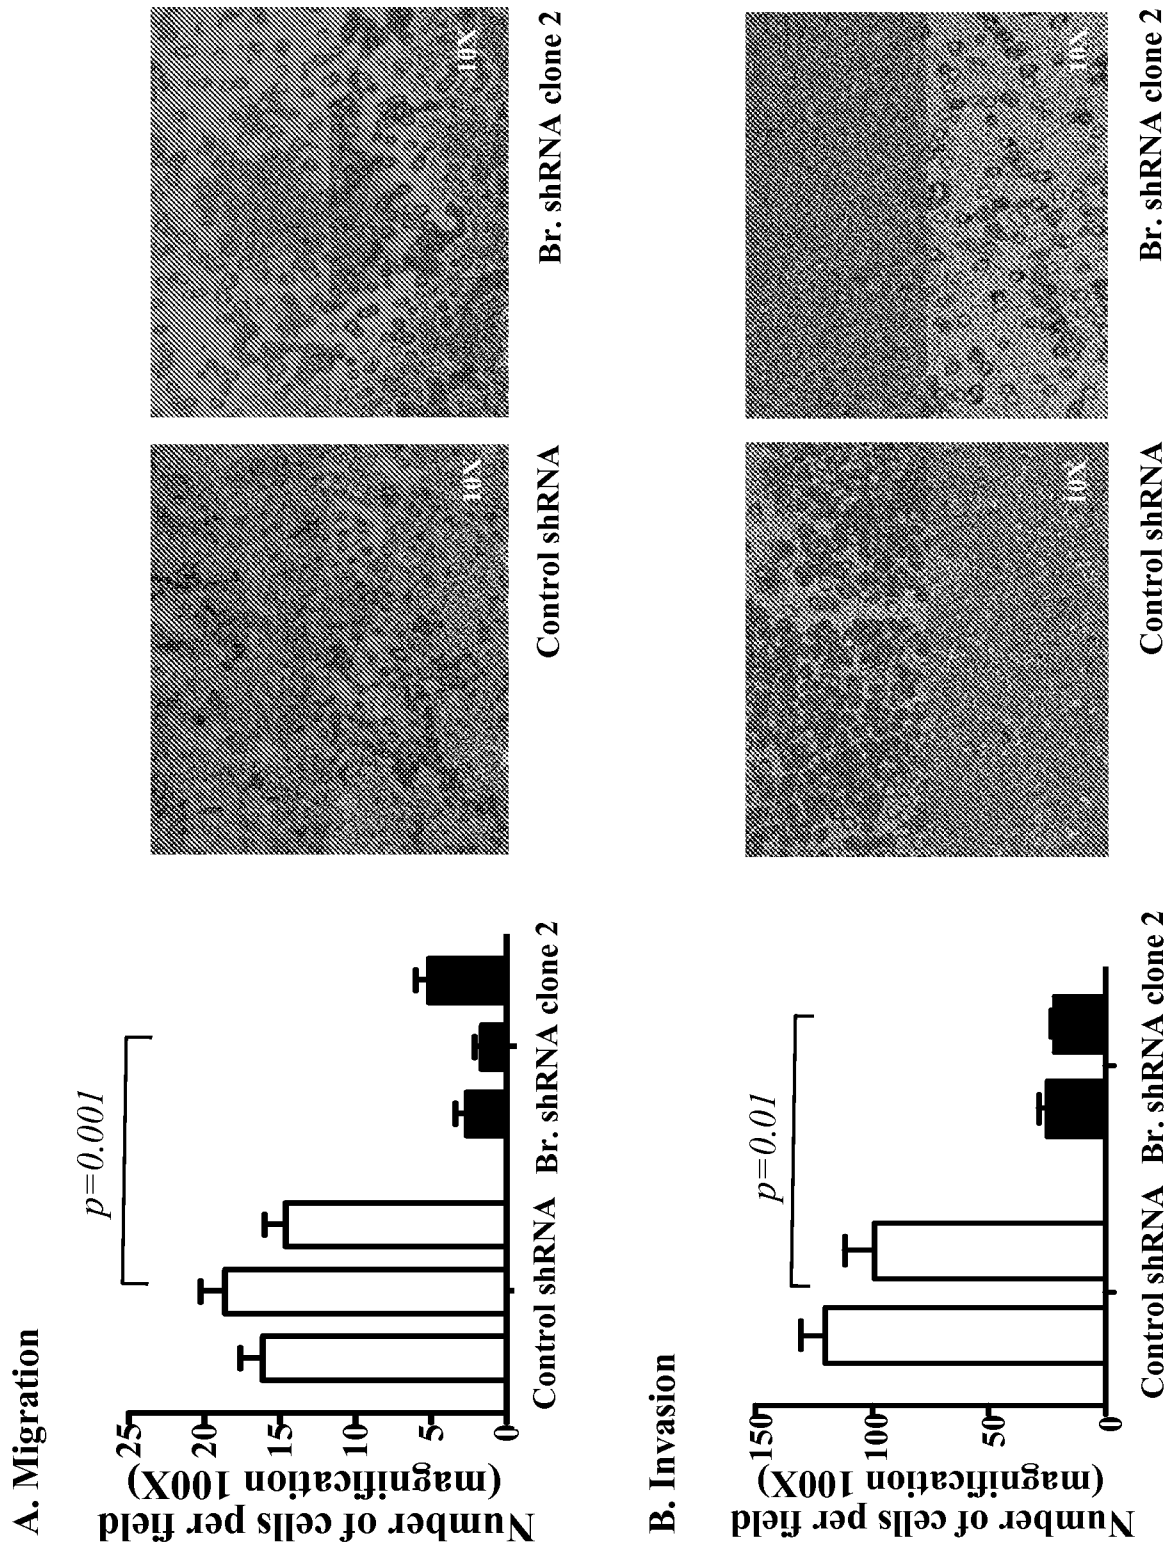 A. Migration
Number of cells per field
(magnification 100X)
25
20
15
10
5
0
p=0.001
Control shRNA
Br. shRNA clone 2
10X
Control shRNA
10X
Br. shRNA clone 2
B. Invasion
Number of cells per field
(magnification 100X)
150
100
50
0
p=0.01
Control shRNA
Br. shRNA clone 2
10X
Control shRNA
10X
Br. shRNA clone 2